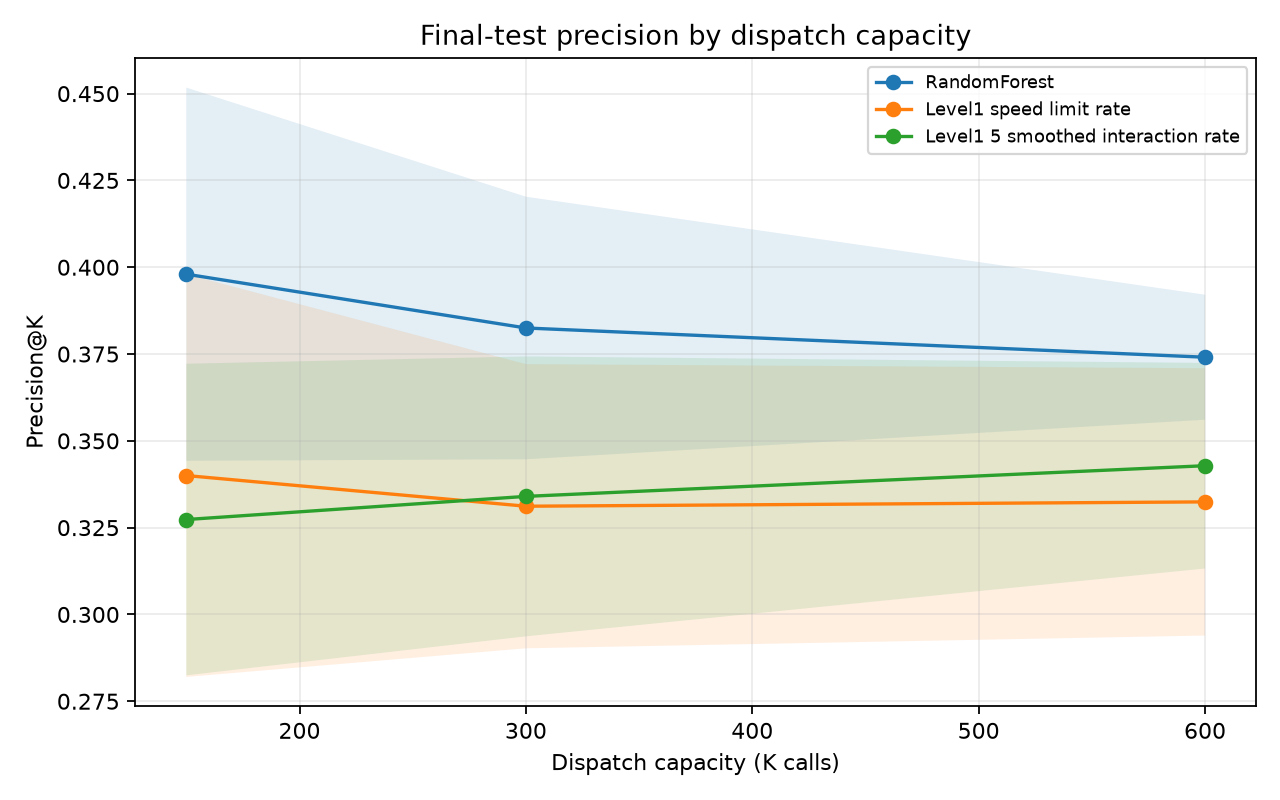 Final-test precision by dispatch capacity
RandomForest
Level1 speed limit rate
Level1 5 smoothed interaction rate
Precision@K
0.450
0.425
0.400
0.375
0.350
0.325
0.300
0.275
200
300
400
500
600
Dispatch capacity (K calls)